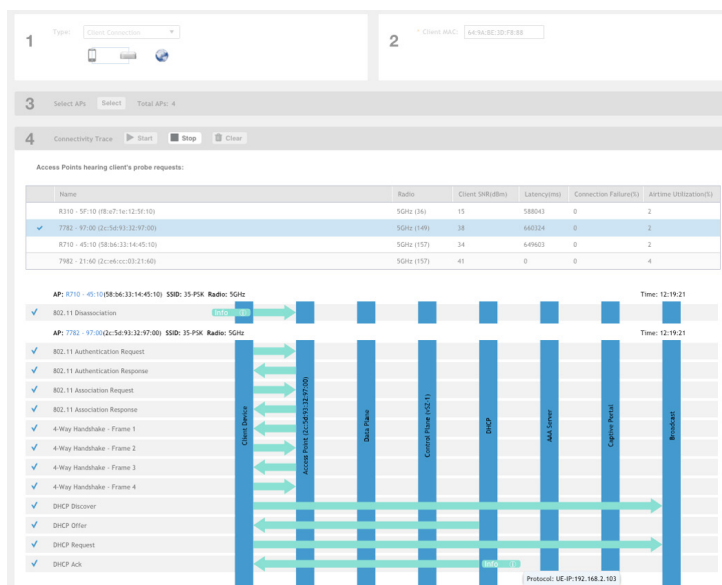 1
Type:
Client Connection
2
* Client MAC:
64:9A:BE:3D:FB:88
3
Select APs
Select
Total APs: 4
4
Connectivity Trace
Start
Stop
Clear
Access Points hearing client's probe requests:
Name Radio Client SNR(dBm) Latency(ms) Connection Failure(%) Airtime Utilization(%)
R310 - 5F:10 (f8:e7:1e:12:5f:10) 5GHz (36) 15 588043 0 2
7782 - 97:00 (2c:5d:93:32:97:00) 5GHz (149) 38 660324 0 2
R710 - 45:10 (58:b6:33:14:45:10) 5GHz (157) 34 649603 0 2
7982 - 21:60 (2c:e6:cc:03:21:60) 5GHz (157) 41 0 0 4
AP: R710 - 45:10(58:b6:33:14:45:10) SSID: 35-PSK Radio: 5GHz Time: 12:19:21
802.11 Disassociation Info
AP: 7782 - 97:00(2c:5d:93:32:97:00) SSID: 35-PSK Radio: 5GHz Time: 12:19:21
802.11 Authentication Request
802.11 Authentication Response
802.11 Association Request
802.11 Association Response
4-Way Handshake - Frame 1
4-Way Handshake - Frame 2
4-Way Handshake - Frame 3
4-Way Handshake - Frame 4
DHCP Discover
DHCP Offer
DHCP Request
DHCP Ack Info
Client Device
Access Point (2c:5d:93:32:97:00)
Data Plane
Control Plane (vSZ-1)
DHCP
AAA Server
Captive Portal
Broadcast
Protocol: UE-IP:192.168.2.103